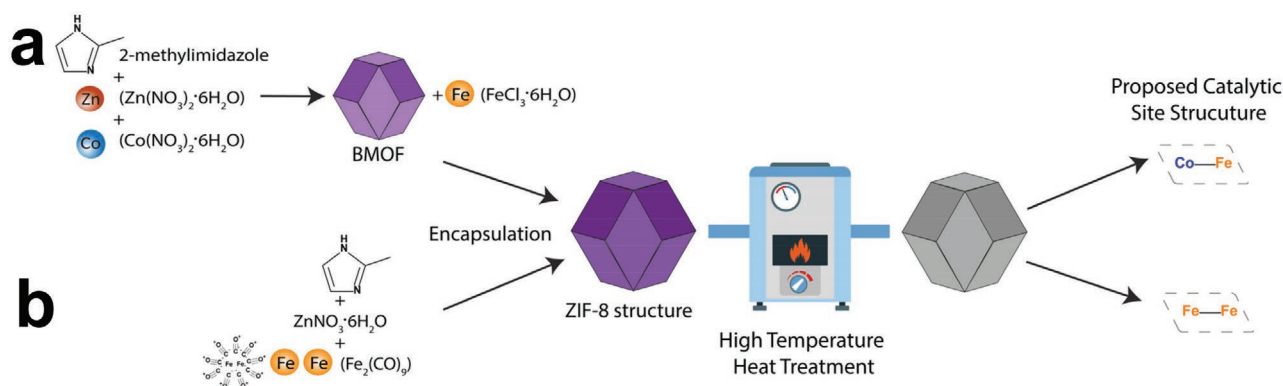 a
H
N
N
2-methylimidazole
+
Zn (Zn(NO₃)₂·6H₂O)
+
Co (Co(NO₃)₂·6H₂O)
BMOF
+ Fe (FeCl₃·6H₂O)
Encapsulation
b
H
N
N
+
ZnNO₃·6H₂O
+
Fe Fe (Fe₂(CO)₉)
ZIF-8 structure
High Temperature
Heat Treatment
Proposed Catalytic
Site Strucuture
Co—Fe
Fe—Fe